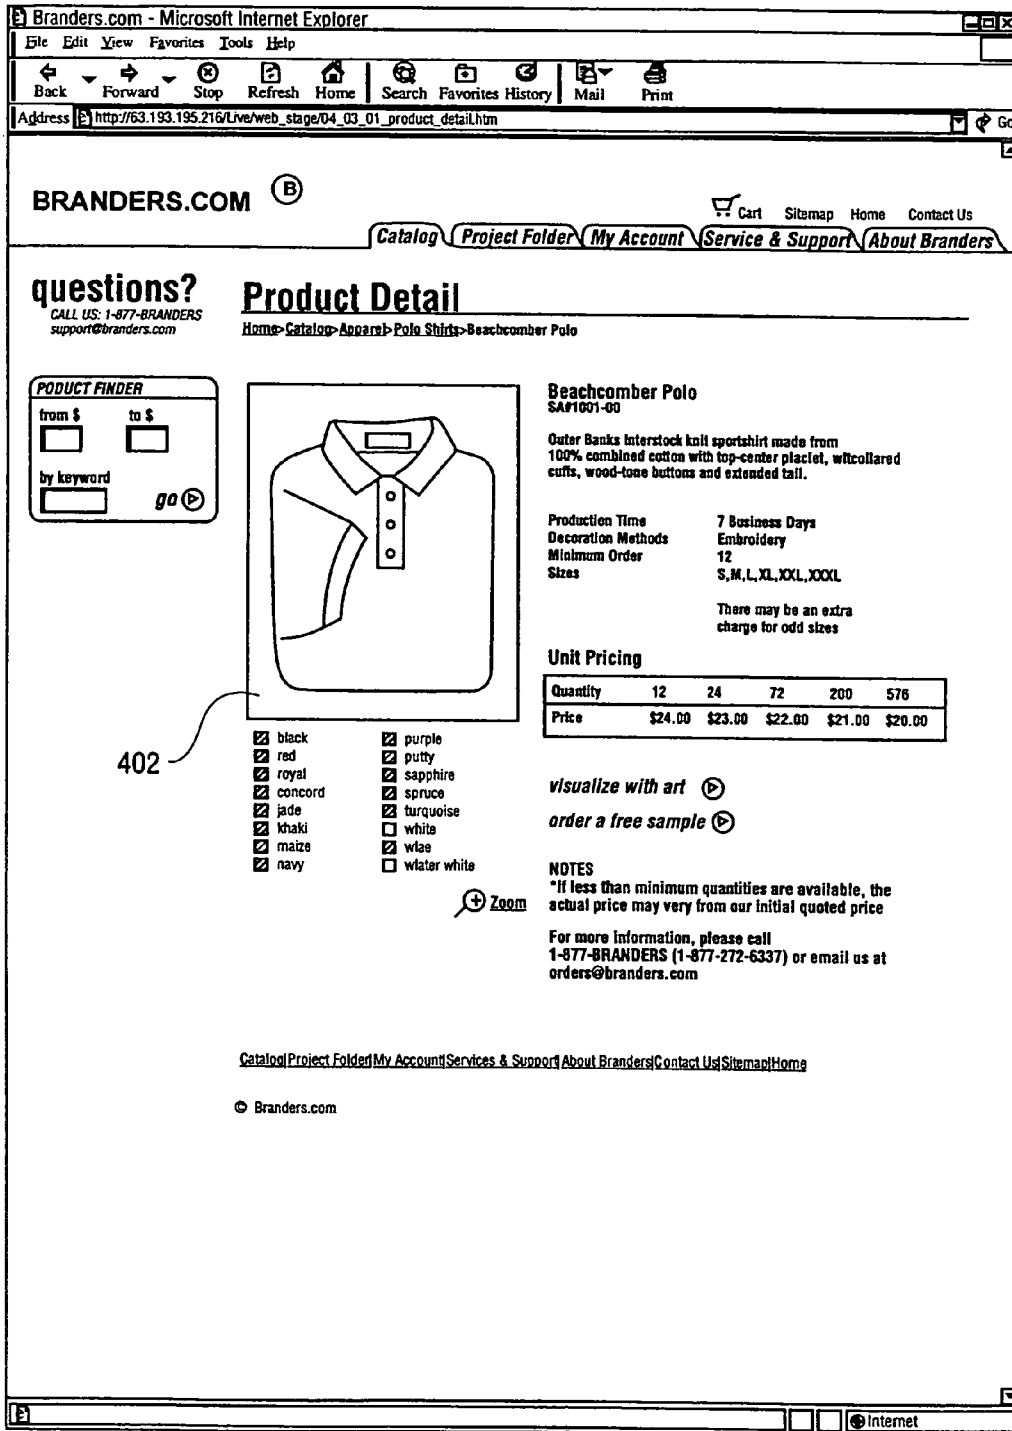 Branders.com - Microsoft Internet Explorer
File Edit View Favorites Tools Help
Back Forward Stop Refresh Home Search Favorites History Mail Print
Address http://63.193.195.216/Live/web_stage/04_03_01_product_detail.htm Go
BRANDERS.COM B
Cart Sitemap Home Contact Us
Catalog Project Folder My Account Service & Support About Branders
questions?
CALL US: 1-877-BRANDERS
support@branders.com
Product Detail
Home>Catalog>Apparel>Polo Shirts>Beachcomber Polo
PODUCT FINDER
from $ to $
by keyword
go
402
black
red
royal
concord
jade
khaki
maize
navy
purple
putty
sapphire
spruce
turquoise
white
wlae
wlater white
Zoom
Beachcomber Polo
SA#1001-00
Outer Banks Interstock knit sportshirt made from
100% combined cotton with top-center placlet, witcollared
cuffs, wood-tone buttons and extended tail.
Production Time 7 Business Days
Decoration Methods Embroidery
Minimum Order 12
Sizes S,M,L,XL,XXL,XXXL
There may be an extra
charge for odd sizes
Unit Pricing
Quantity 12 24 72 200 576
Price $24.00 $23.00 $22.00 $21.00 $20.00
visualize with art
order a free sample
NOTES
*If less than minimum quantities are available, the
actual price may very from our initial quoted price
For more information, please call
1-877-BRANDERS (1-877-272-6337) or email us at
orders@branders.com
Catalog|Project Folder|My Account|Services & Support|About Branders|Contact Us|Sitemap|Home
© Branders.com
Internet